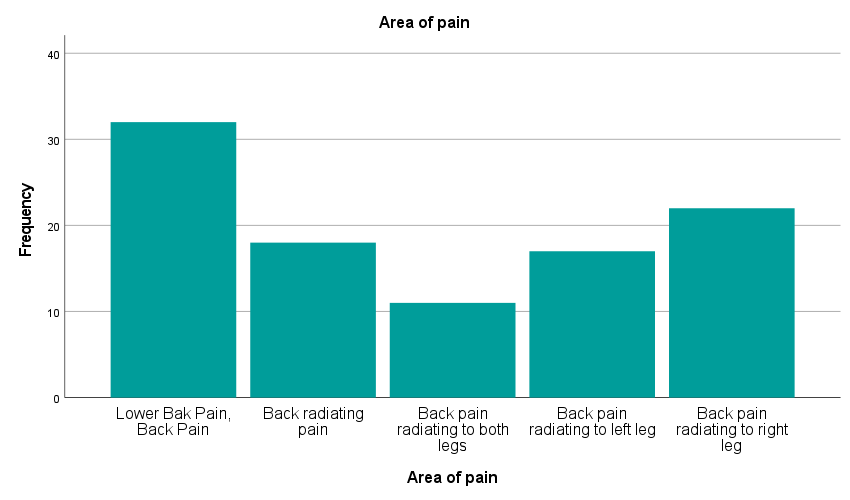 Area of pain
Frequency
40
30
20
10
0
Lower Bak Pain,
Back Pain
Back radiating
pain
Back pain
radiating to both
legs
Back pain
radiating to left leg
Back pain
radiating to right
leg
Area of pain